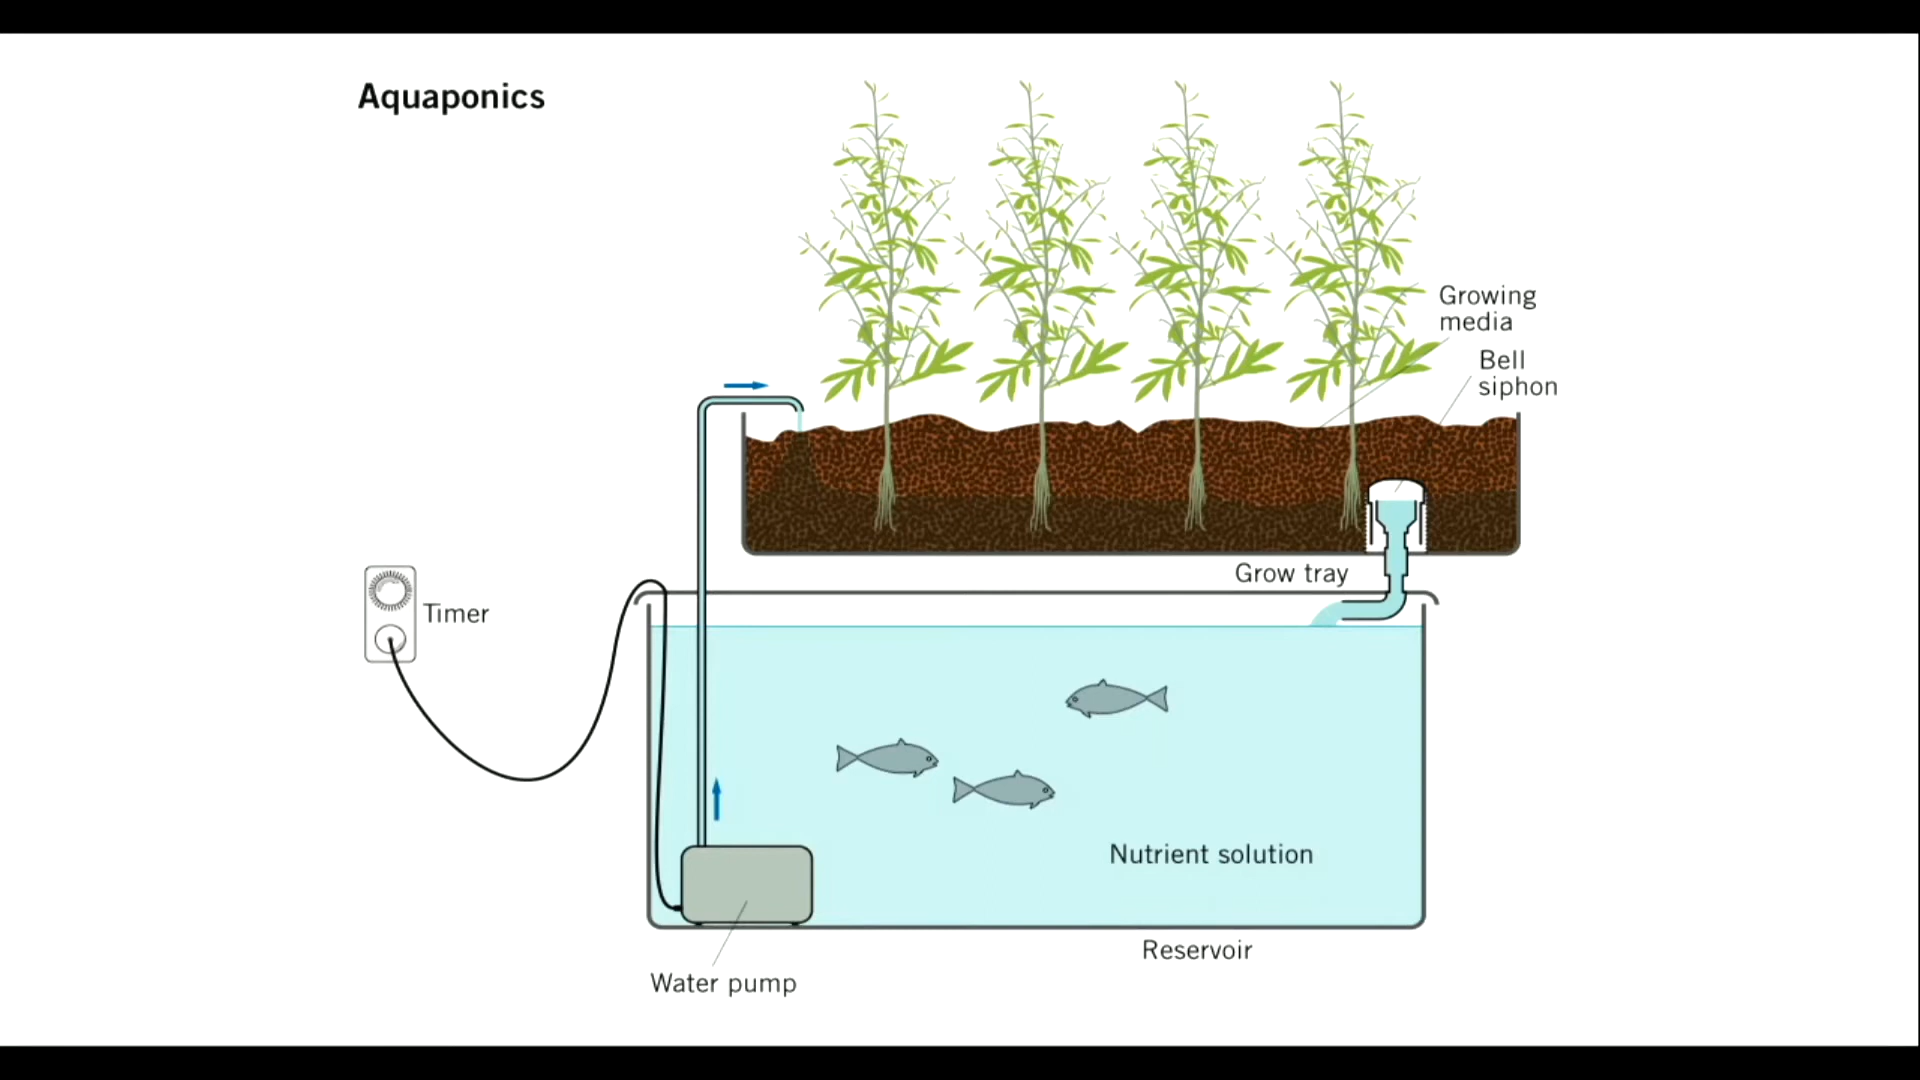 Aquaponics
Growing
media
Bell
siphon
Grow tray
Timer
Nutrient solution
Reservoir
Water pump